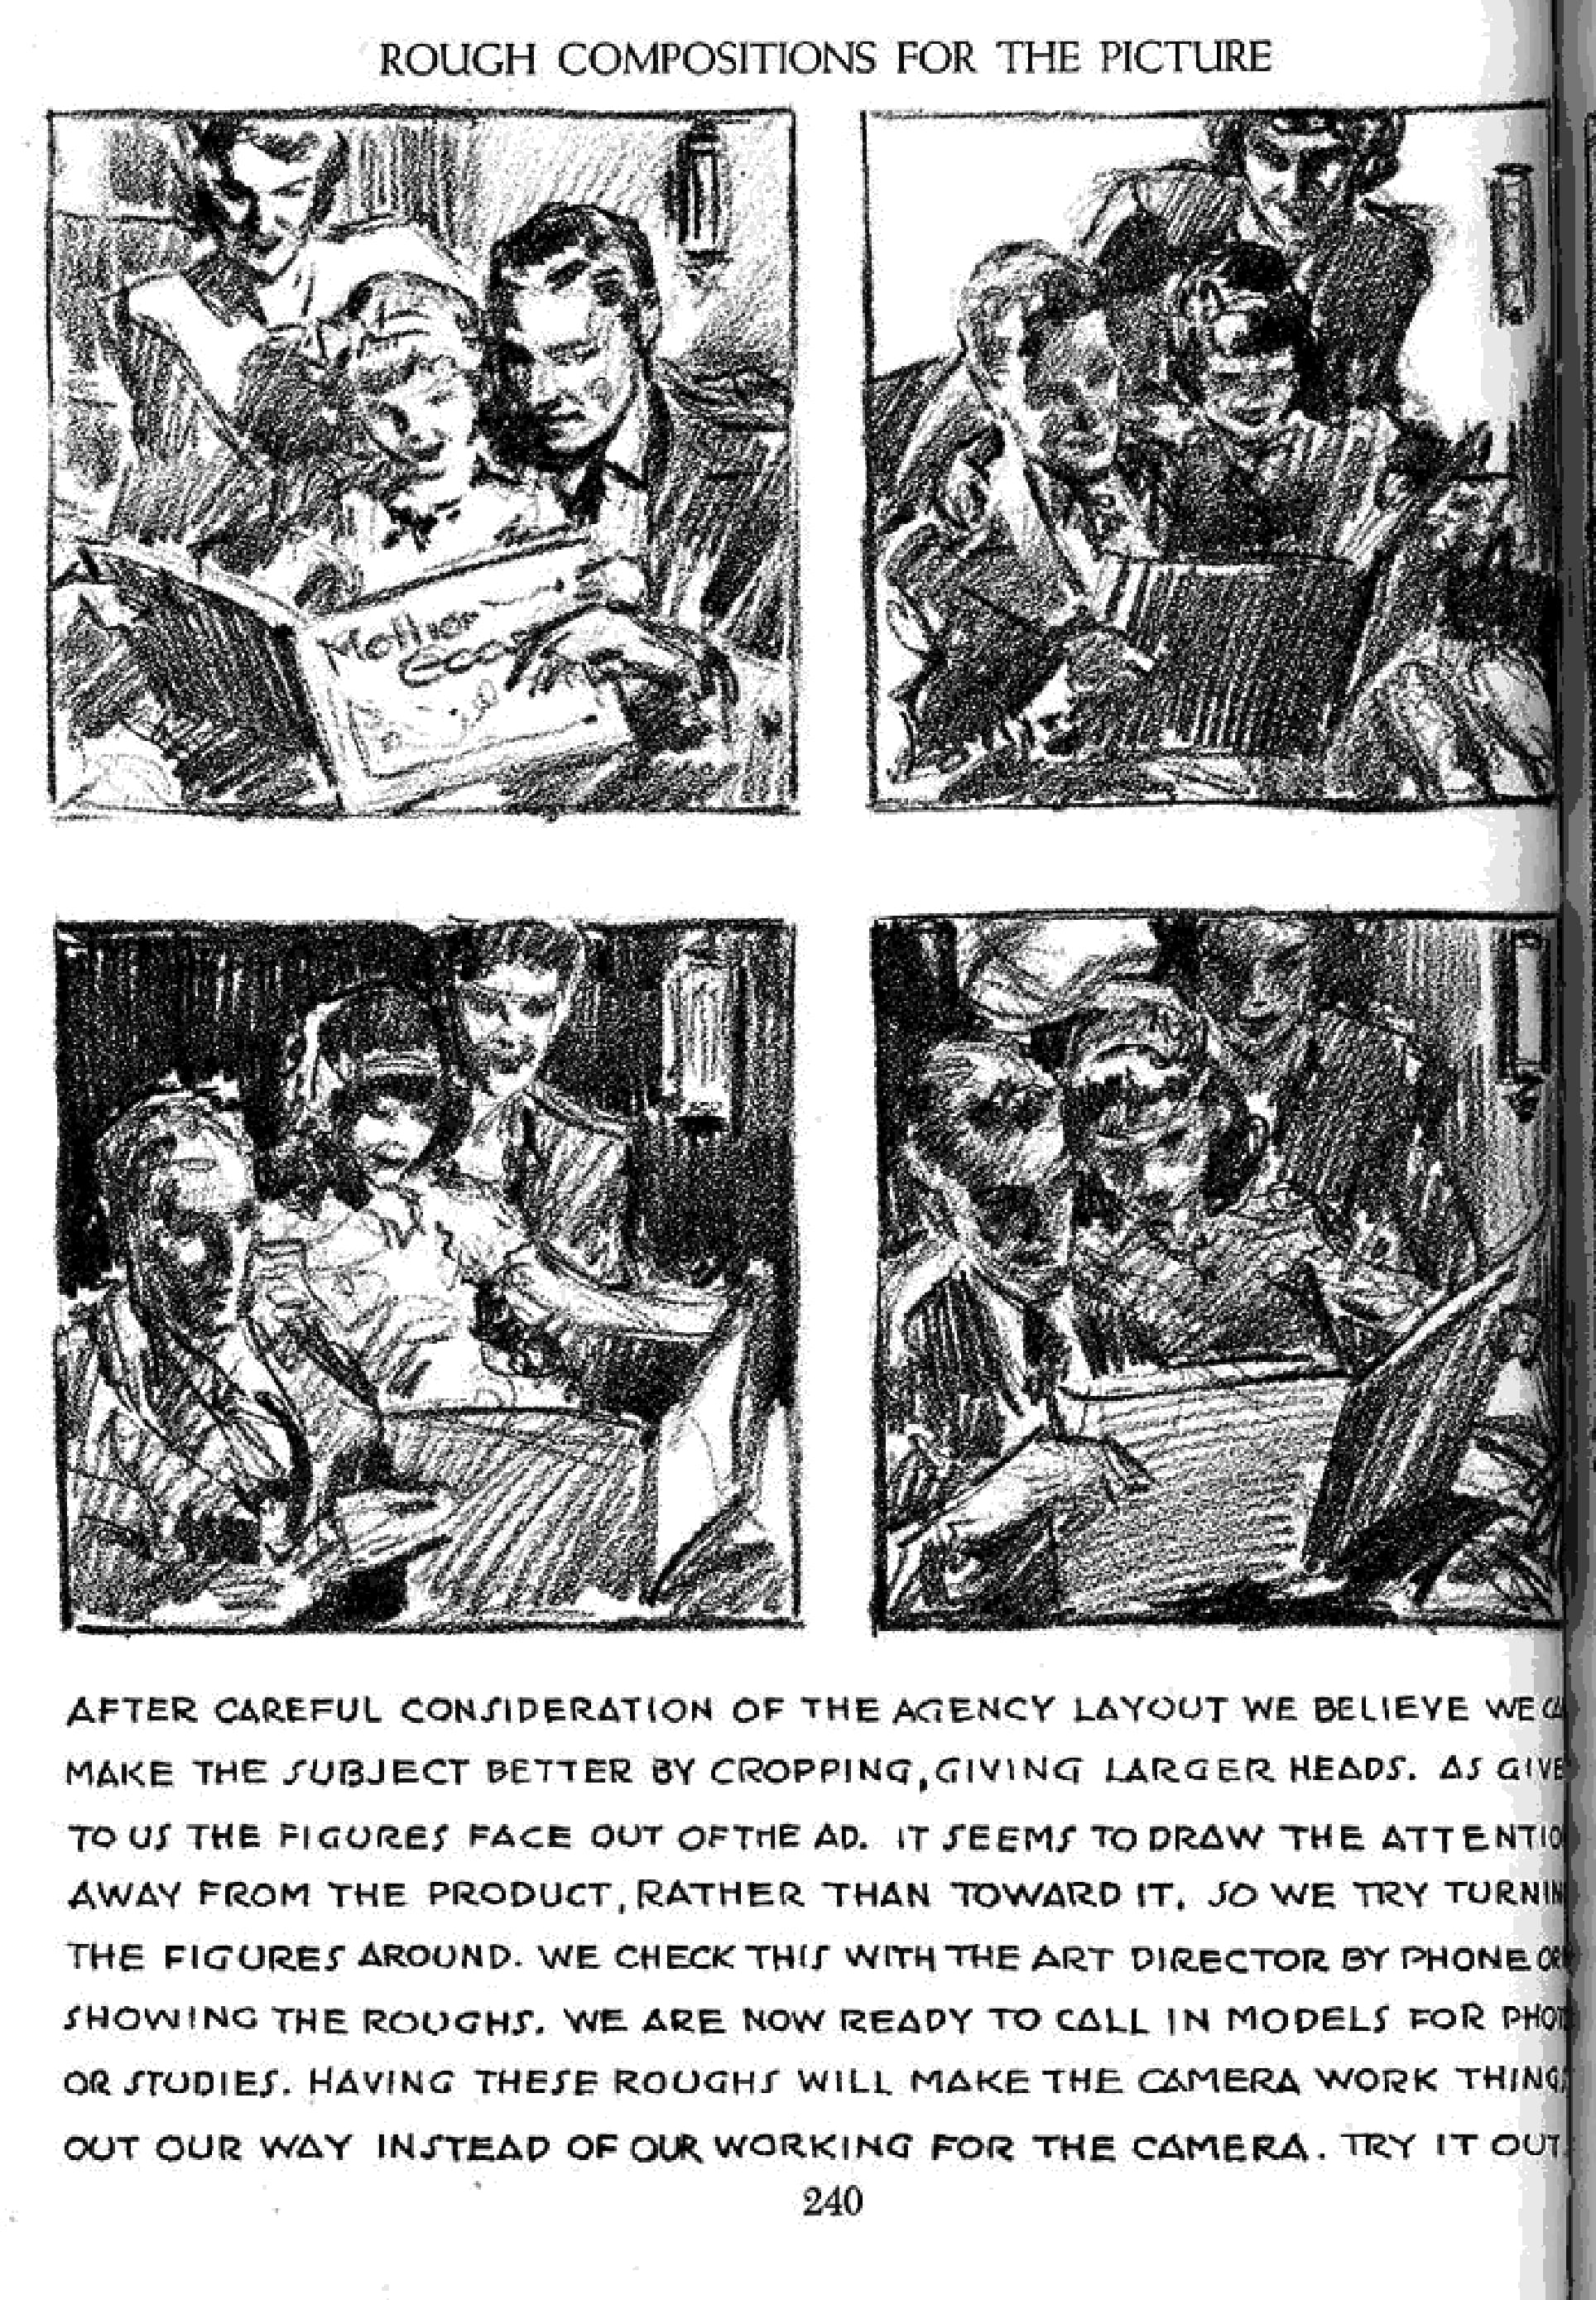 ROUGH COMPOSITIONS FOR THE PICTURE
Mother
AFTER CAREFUL CONSIDERATION OF THE AGENCY LAYOUT WE BELIEVE WE
MAKE THE SUBJECT BETTER BY CROPPING, GIVING LARGER HEADS. AS
TO US THE FIGURES FACE OUT OF THE AD. IT SEEMS TO DRAW THE
AWAY FROM THE PRODUCT, RATHER THAN TOWARD IT. SO WE TRY
THE FIGURES AROUND. WE CHECK THIS WITH THE ART DIRECTOR BY PHONE
SHOWING THE ROUGHS. WE ARE NOW READY TO CALL IN MODELS FOR
OR STUDIES. HAVING THESE ROUGHS WILL MAKE THE CAMERA WORK
OUT OUR WAY INSTEAD OF OUR WORKING FOR THE CAMERA. TRY IT OUT
240